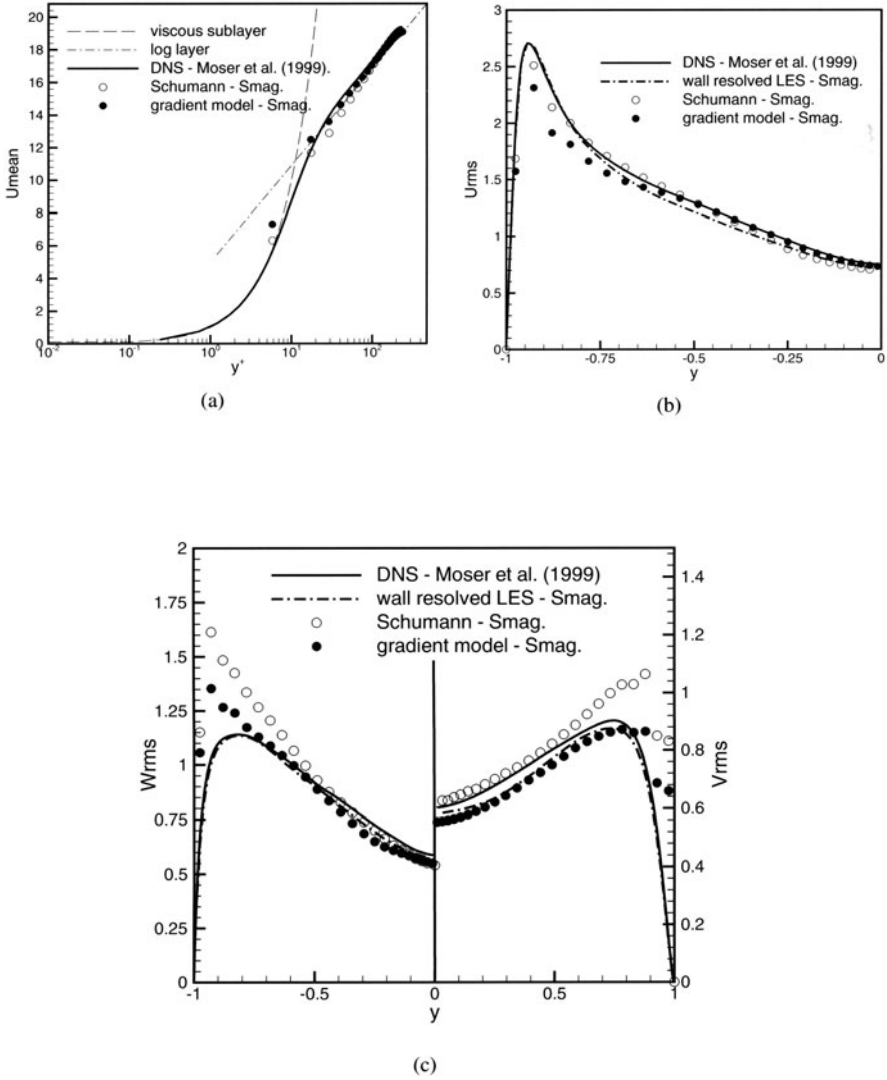 20
18
16
14
12
10
8
6
4
2
0
Umean
viscous sublayer
log layer
DNS - Moser et al. (1999).
Schumann - Smag.
gradient model - Smag.
10-2
10-1
100
101
102
y+
(a)
3
2.5
2
1.5
1
0.5
0
Urms
DNS - Moser et al. (1999)
wall resolved LES - Smag.
Schumann - Smag.
gradient model - Smag.
-1
-0.75
-0.5
-0.25
0
y
(b)
2
1.75
1.5
1.25
1
0.75
0.5
0.25
0
Wrms
DNS - Moser et al. (1999)
wall resolved LES - Smag.
Schumann - Smag.
gradient model - Smag.
1.4
1.2
1
0.8
0.6
0.4
0.2
0
Vrms
-1
-0.5
0
0.5
1
y
(c)